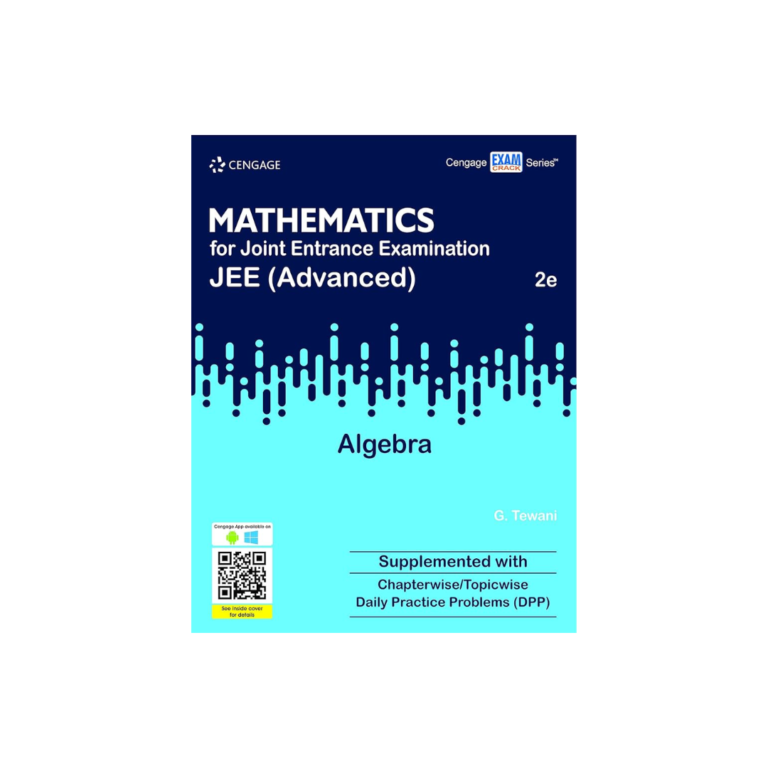 CENGAGE
Cengage EXAM CRACK Series™
MATHEMATICS
for Joint Entrance Examination
JEE (Advanced)
2e
Algebra
G. Tewani
Cengage App available on
See inside cover
for details
Supplemented with
Chapterwise/Topicwise
Daily Practice Problems (DPP)